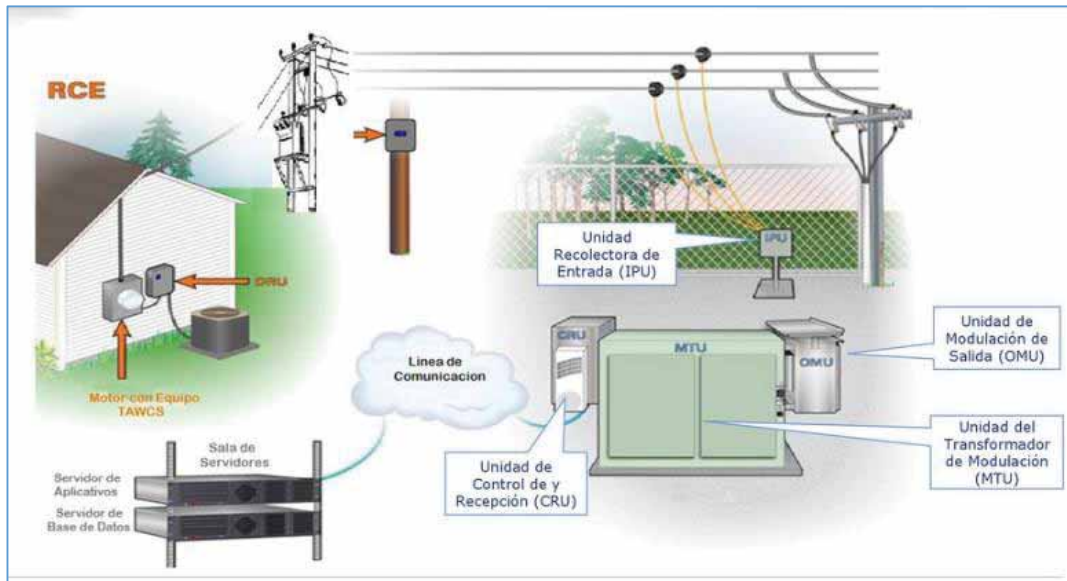 RCE
IPU
Unidad
Recolectora de
Entrada (IPU)
DRU
Unidad de
Modulación de
Salida (OMU)
CRU
MTU
OMU
Linea de
Comunicacion
Motor con Equipo
TAWCS
Unidad del
Transformador
de Modulación
(MTU)
Sala de
Servidores
Unidad de
Control de y
Recepción (CRU)
Servidor de
Aplicativos
Servidor de
Base de Datos